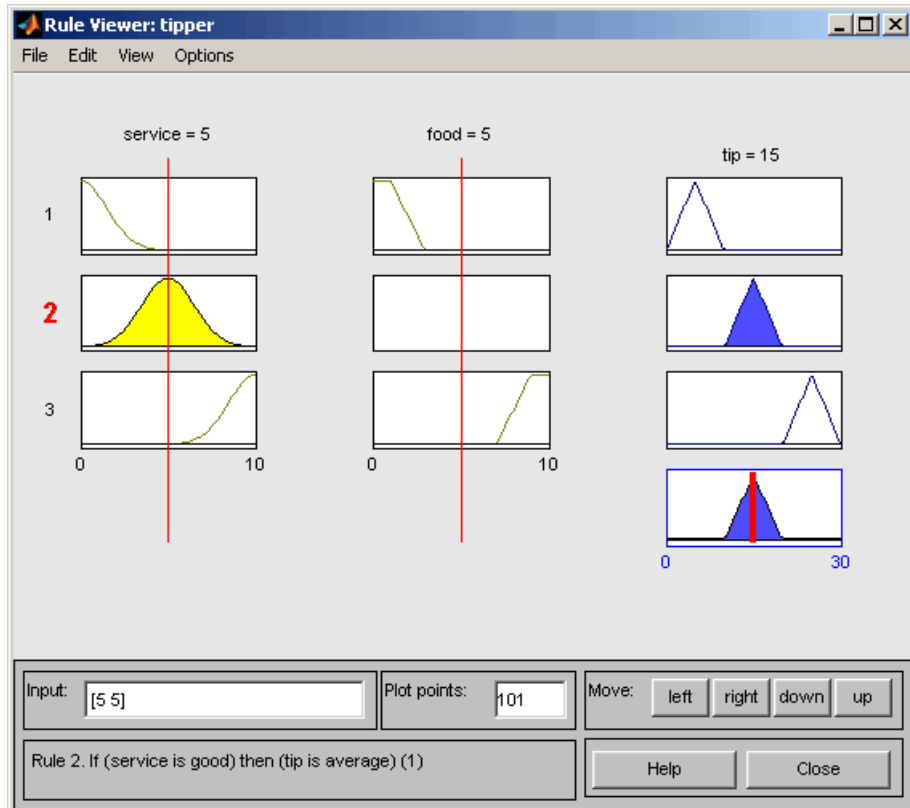 Rule Viewer: tipper
File Edit View Options
service = 5 food = 5
tip = 15
1
2
3
0 10 0 10
0 30
Input: [5 5] Plot points: 101 Move: left right down up
Rule 2. If (service is good) then (tip is average) (1)
Help Close